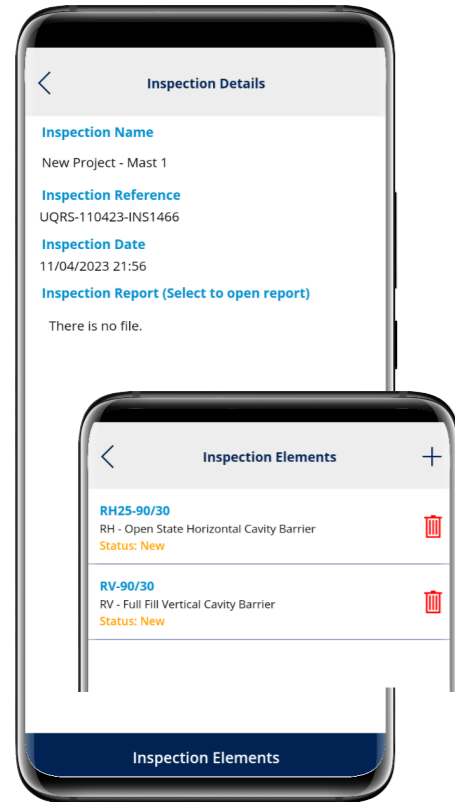 Inspection Details
Inspection Name
New Project - Mast 1
Inspection Reference
UQRS-110423-INS1466
Inspection Date
11/04/2023 21:56
Inspection Report (Select to open report)
There is no file.
Inspection Elements
RH25-90/30
RH - Open State Horizontal Cavity Barrier
Status: New
RV-90/30
RV - Full Fill Vertical Cavity Barrier
Status: New
Inspection Elements